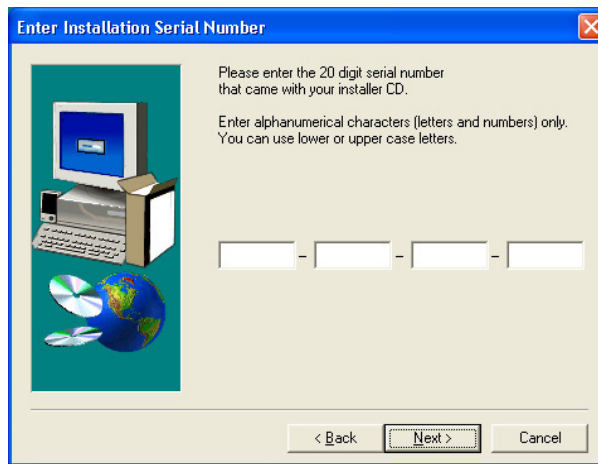 Enter Installation Serial Number
Please enter the 20 digit serial number
that came with your installer CD.
Enter alphanumerical characters (letters and numbers) only.
You can use lower or upper case letters.
- - -
< Back Next > Cancel